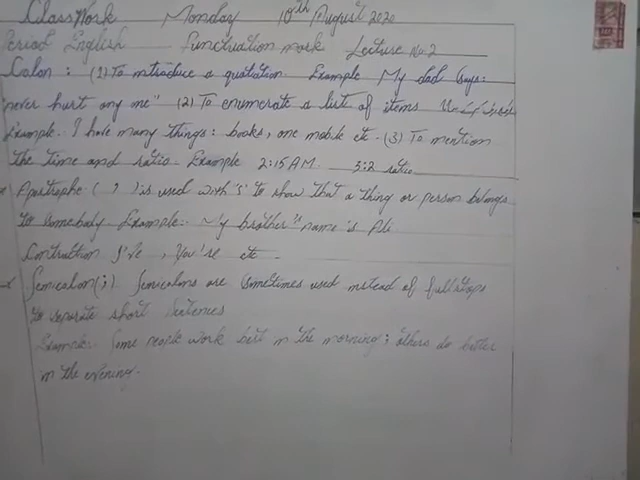 ClassWork Monday 10th August 2020
Period English Punctuation mark Lecture No: 2
Colon : (1) To introduce a quotation Example My dad says:
never hurt any one" (2) To enumerate a list of items
Example. I have many things: books, one mobile etc. (3) To mention
the time and ratio. Example 2:15 A.M. 3:2 ratio
Apostrophe ( , ) is used with 's' to show that a thing or person belongs
to somebody Example:- My brother"s name is Ali
Contruction I've , You're etc -
Semicolon (;) Semicolons are sometimes used instead of full stops
to separate short Sentences
Example:- Some people work best in the morning; others do better
in the evening.